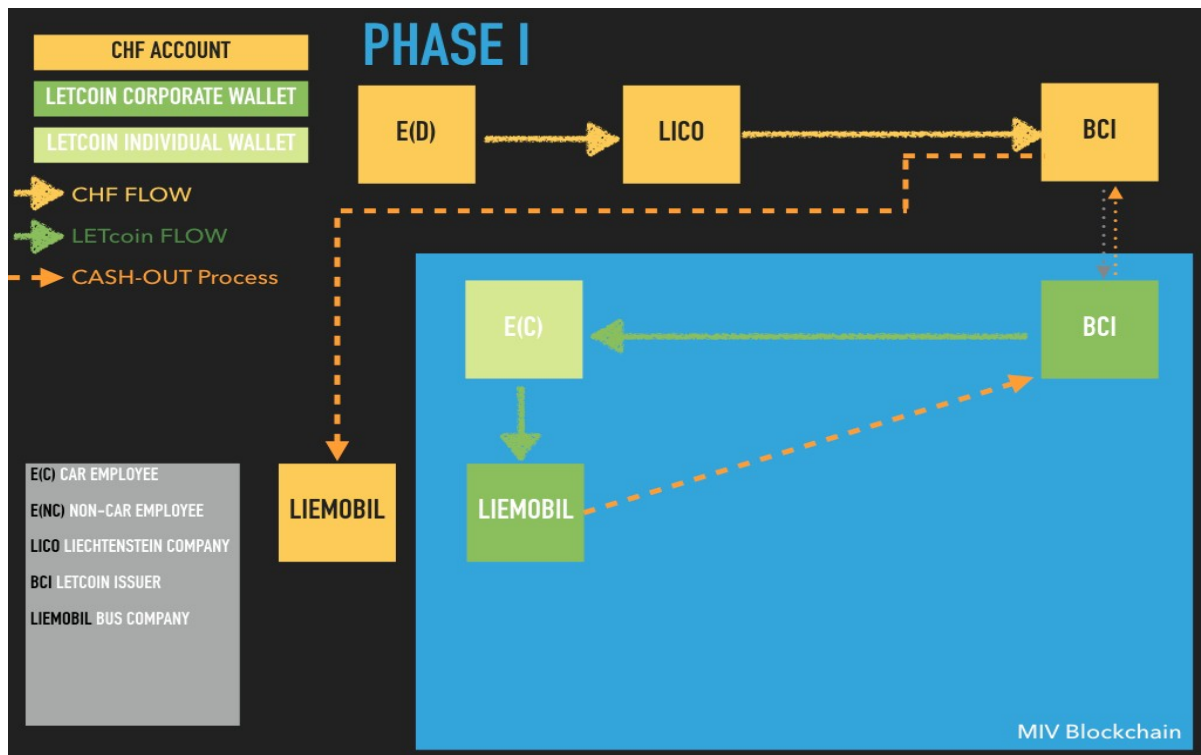 PHASE I
CHF ACCOUNT
LETCOIN CORPORATE WALLET
LETCOIN INDIVIDUAL WALLET
CHF FLOW
LETcoin FLOW
CASH-OUT Process
E(D)
LICO
BCI
E(C)
BCI
LIEMOBIL
LIEMOBIL
E(C) CAR EMPLOYEE
E(NC) NON-CAR EMPLOYEE
LICO LIECHTENSTEIN COMPANY
BCI LETCOIN ISSUER
LIEMOBIL BUS COMPANY
MIV Blockchain